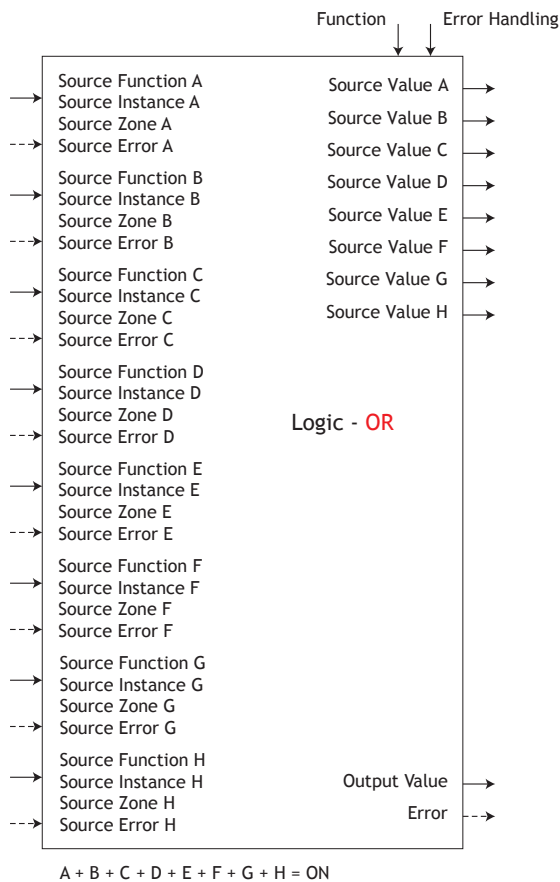 Function Error Handling
Source Function A
Source Instance A
Source Zone A
Source Error A
Source Function B
Source Instance B
Source Zone B
Source Error B
Source Function C
Source Instance C
Source Zone C
Source Error C
Source Function D
Source Instance D
Source Zone D
Source Error D
Source Function E
Source Instance E
Source Zone E
Source Error E
Source Function F
Source Instance F
Source Zone F
Source Error F
Source Function G
Source Instance G
Source Zone G
Source Error G
Source Function H
Source Instance H
Source Zone H
Source Error H
Source Value A
Source Value B
Source Value C
Source Value D
Source Value E
Source Value F
Source Value G
Source Value H
Logic - OR
Output Value
Error
A + B + C + D + E + F + G + H = ON